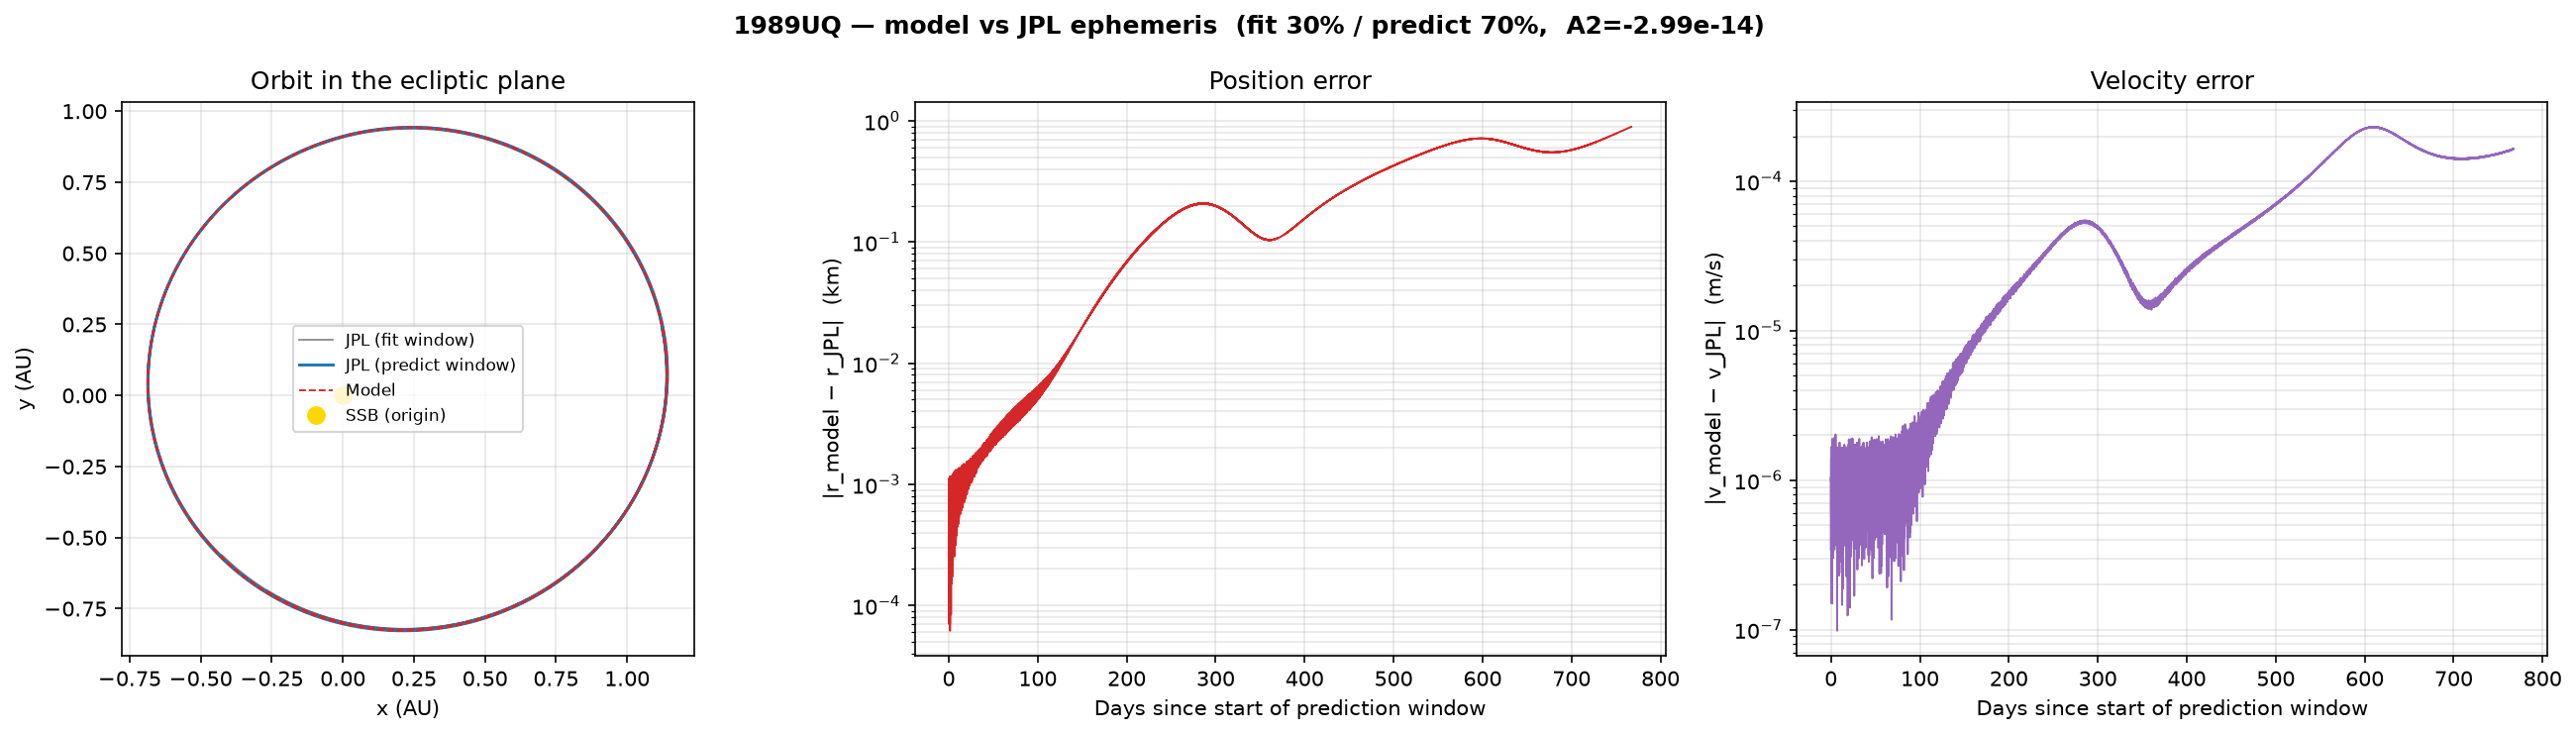 1989UQ — model vs JPL ephemeris  (fit 30% / predict 70%,  A2=-2.99e-14)
Orbit in the ecliptic plane
1.00
0.75
0.50
0.25
0.00
−0.25
−0.50
−0.75
y (AU)
JPL (fit window)
JPL (predict window)
Model
SSB (origin)
−0.75 −0.50 −0.25 0.00 0.25 0.50 0.75 1.00
x (AU)
Position error
10⁰
10⁻¹
10⁻²
10⁻³
10⁻⁴
|r_model − r_JPL|  (km)
0 100 200 300 400 500 600 700 800
Days since start of prediction window
Velocity error
10⁻⁴
10⁻⁵
10⁻⁶
10⁻⁷
|v_model − v_JPL|  (m/s)
0 100 200 300 400 500 600 700 800
Days since start of prediction window